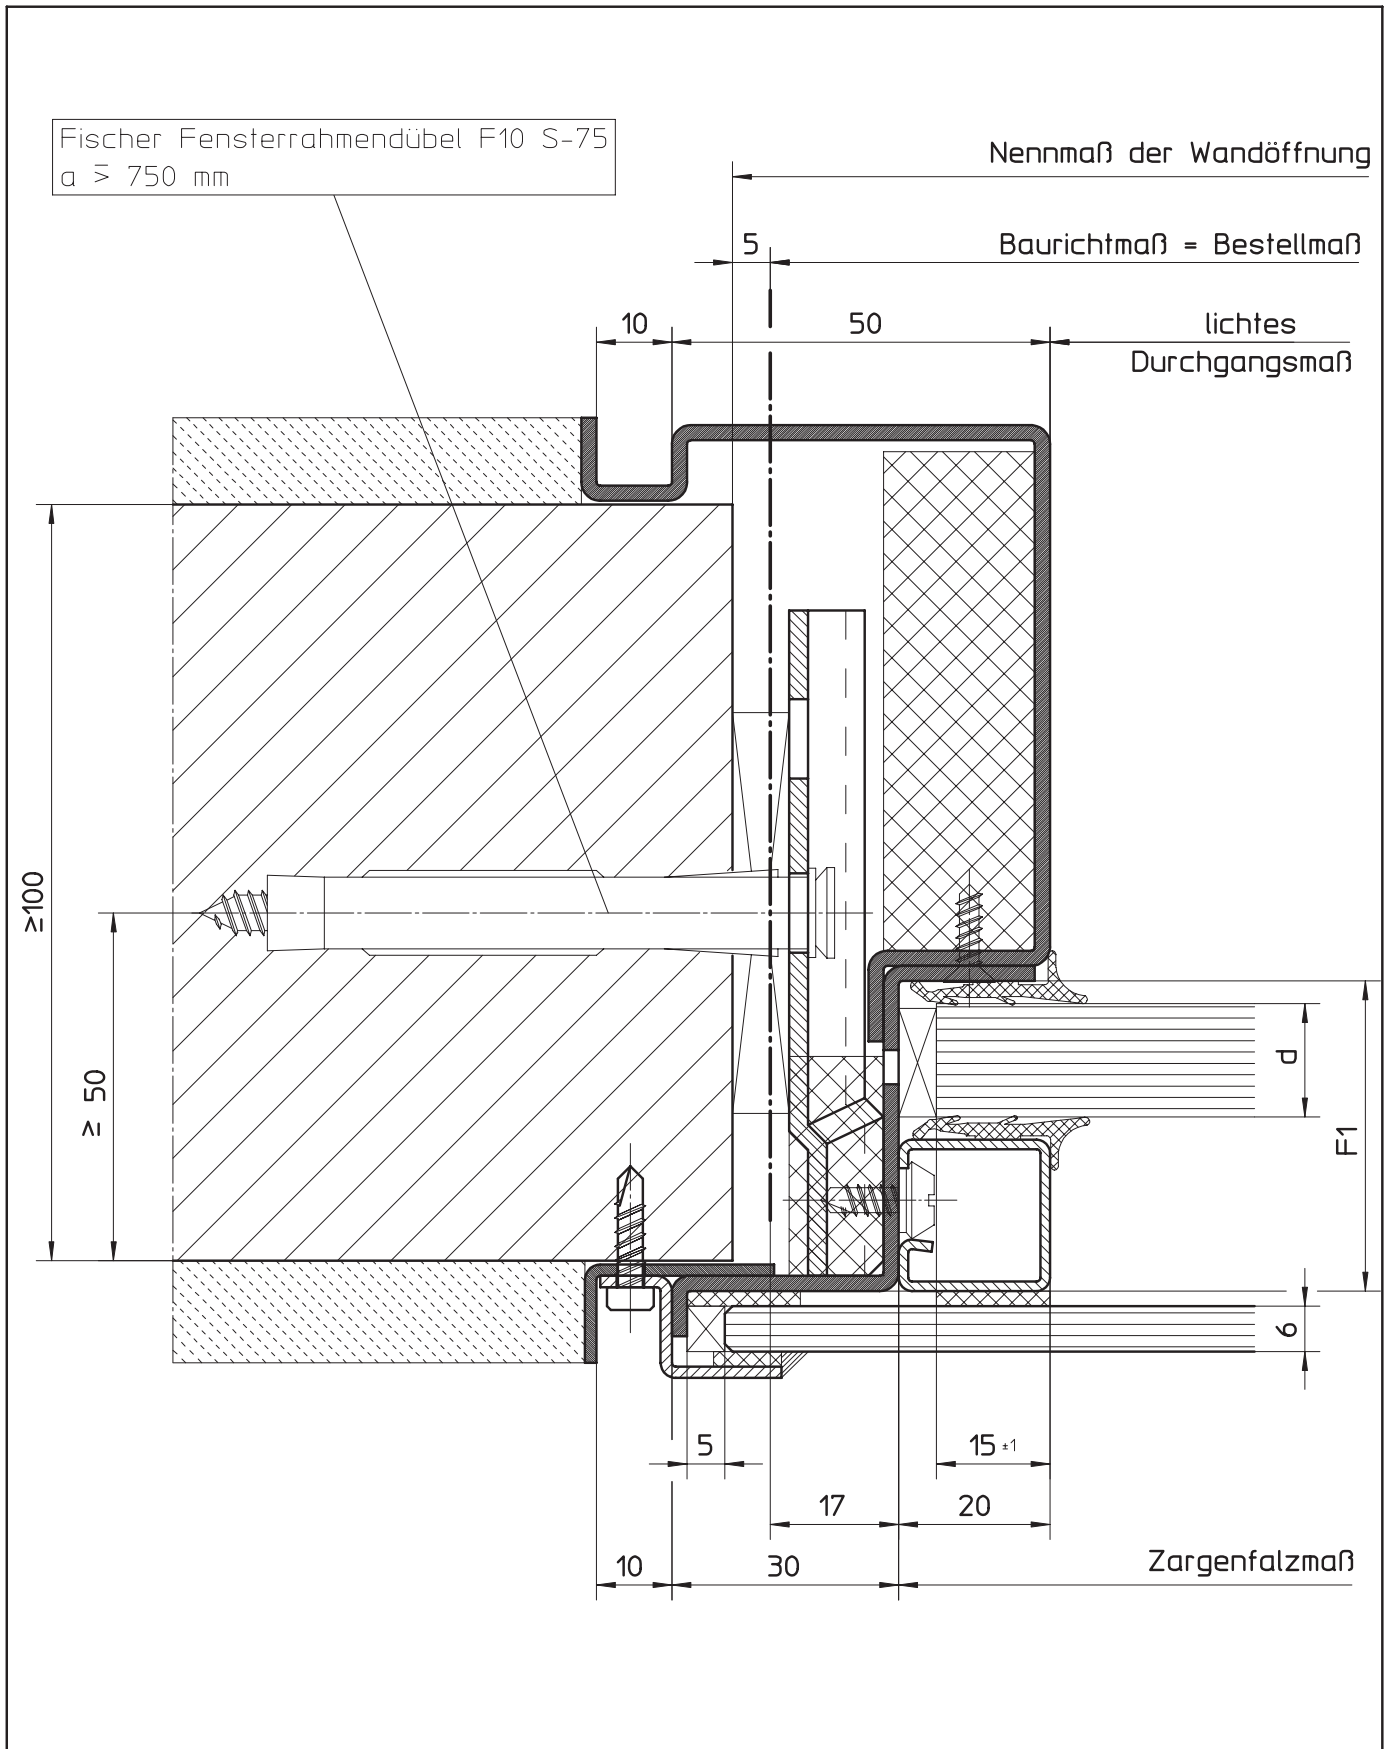 Fischer Fensterrahmendübel F10 S-75
a ⩾ 750 mm
Nennmaß der Wandöffnung
5
Baurichtmaß = Bestellmaß
10
50
lichtes
Durchgangsmaß
≥100
≥ 50
d
F1
6
5
15 ±1
17
20
10
30
Zargenfalzmaß